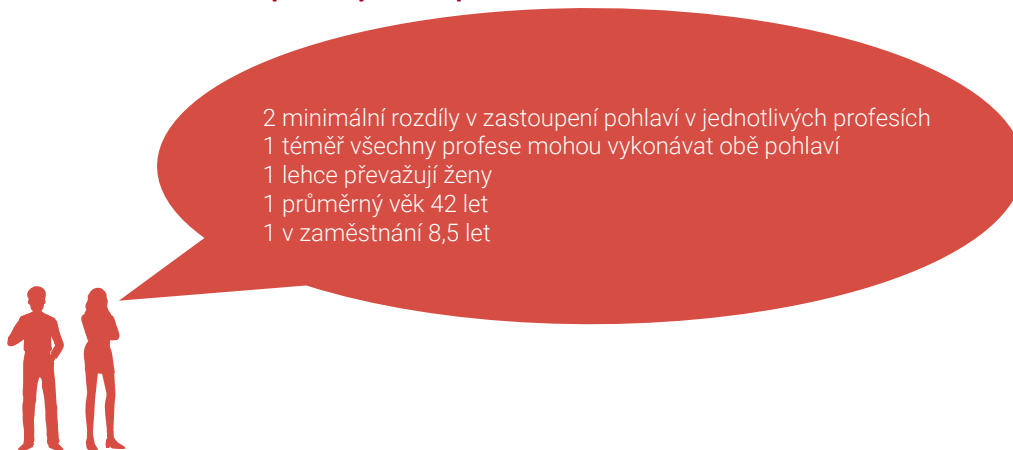 2 minimální rozdíly v zastoupení pohlaví v jednotlivých profesích
1 téměř všechny profese mohou vykonávat obě pohlaví
1 lehce převažují ženy
1 průměrný věk 42 let
1 v zaměstnání 8,5 let